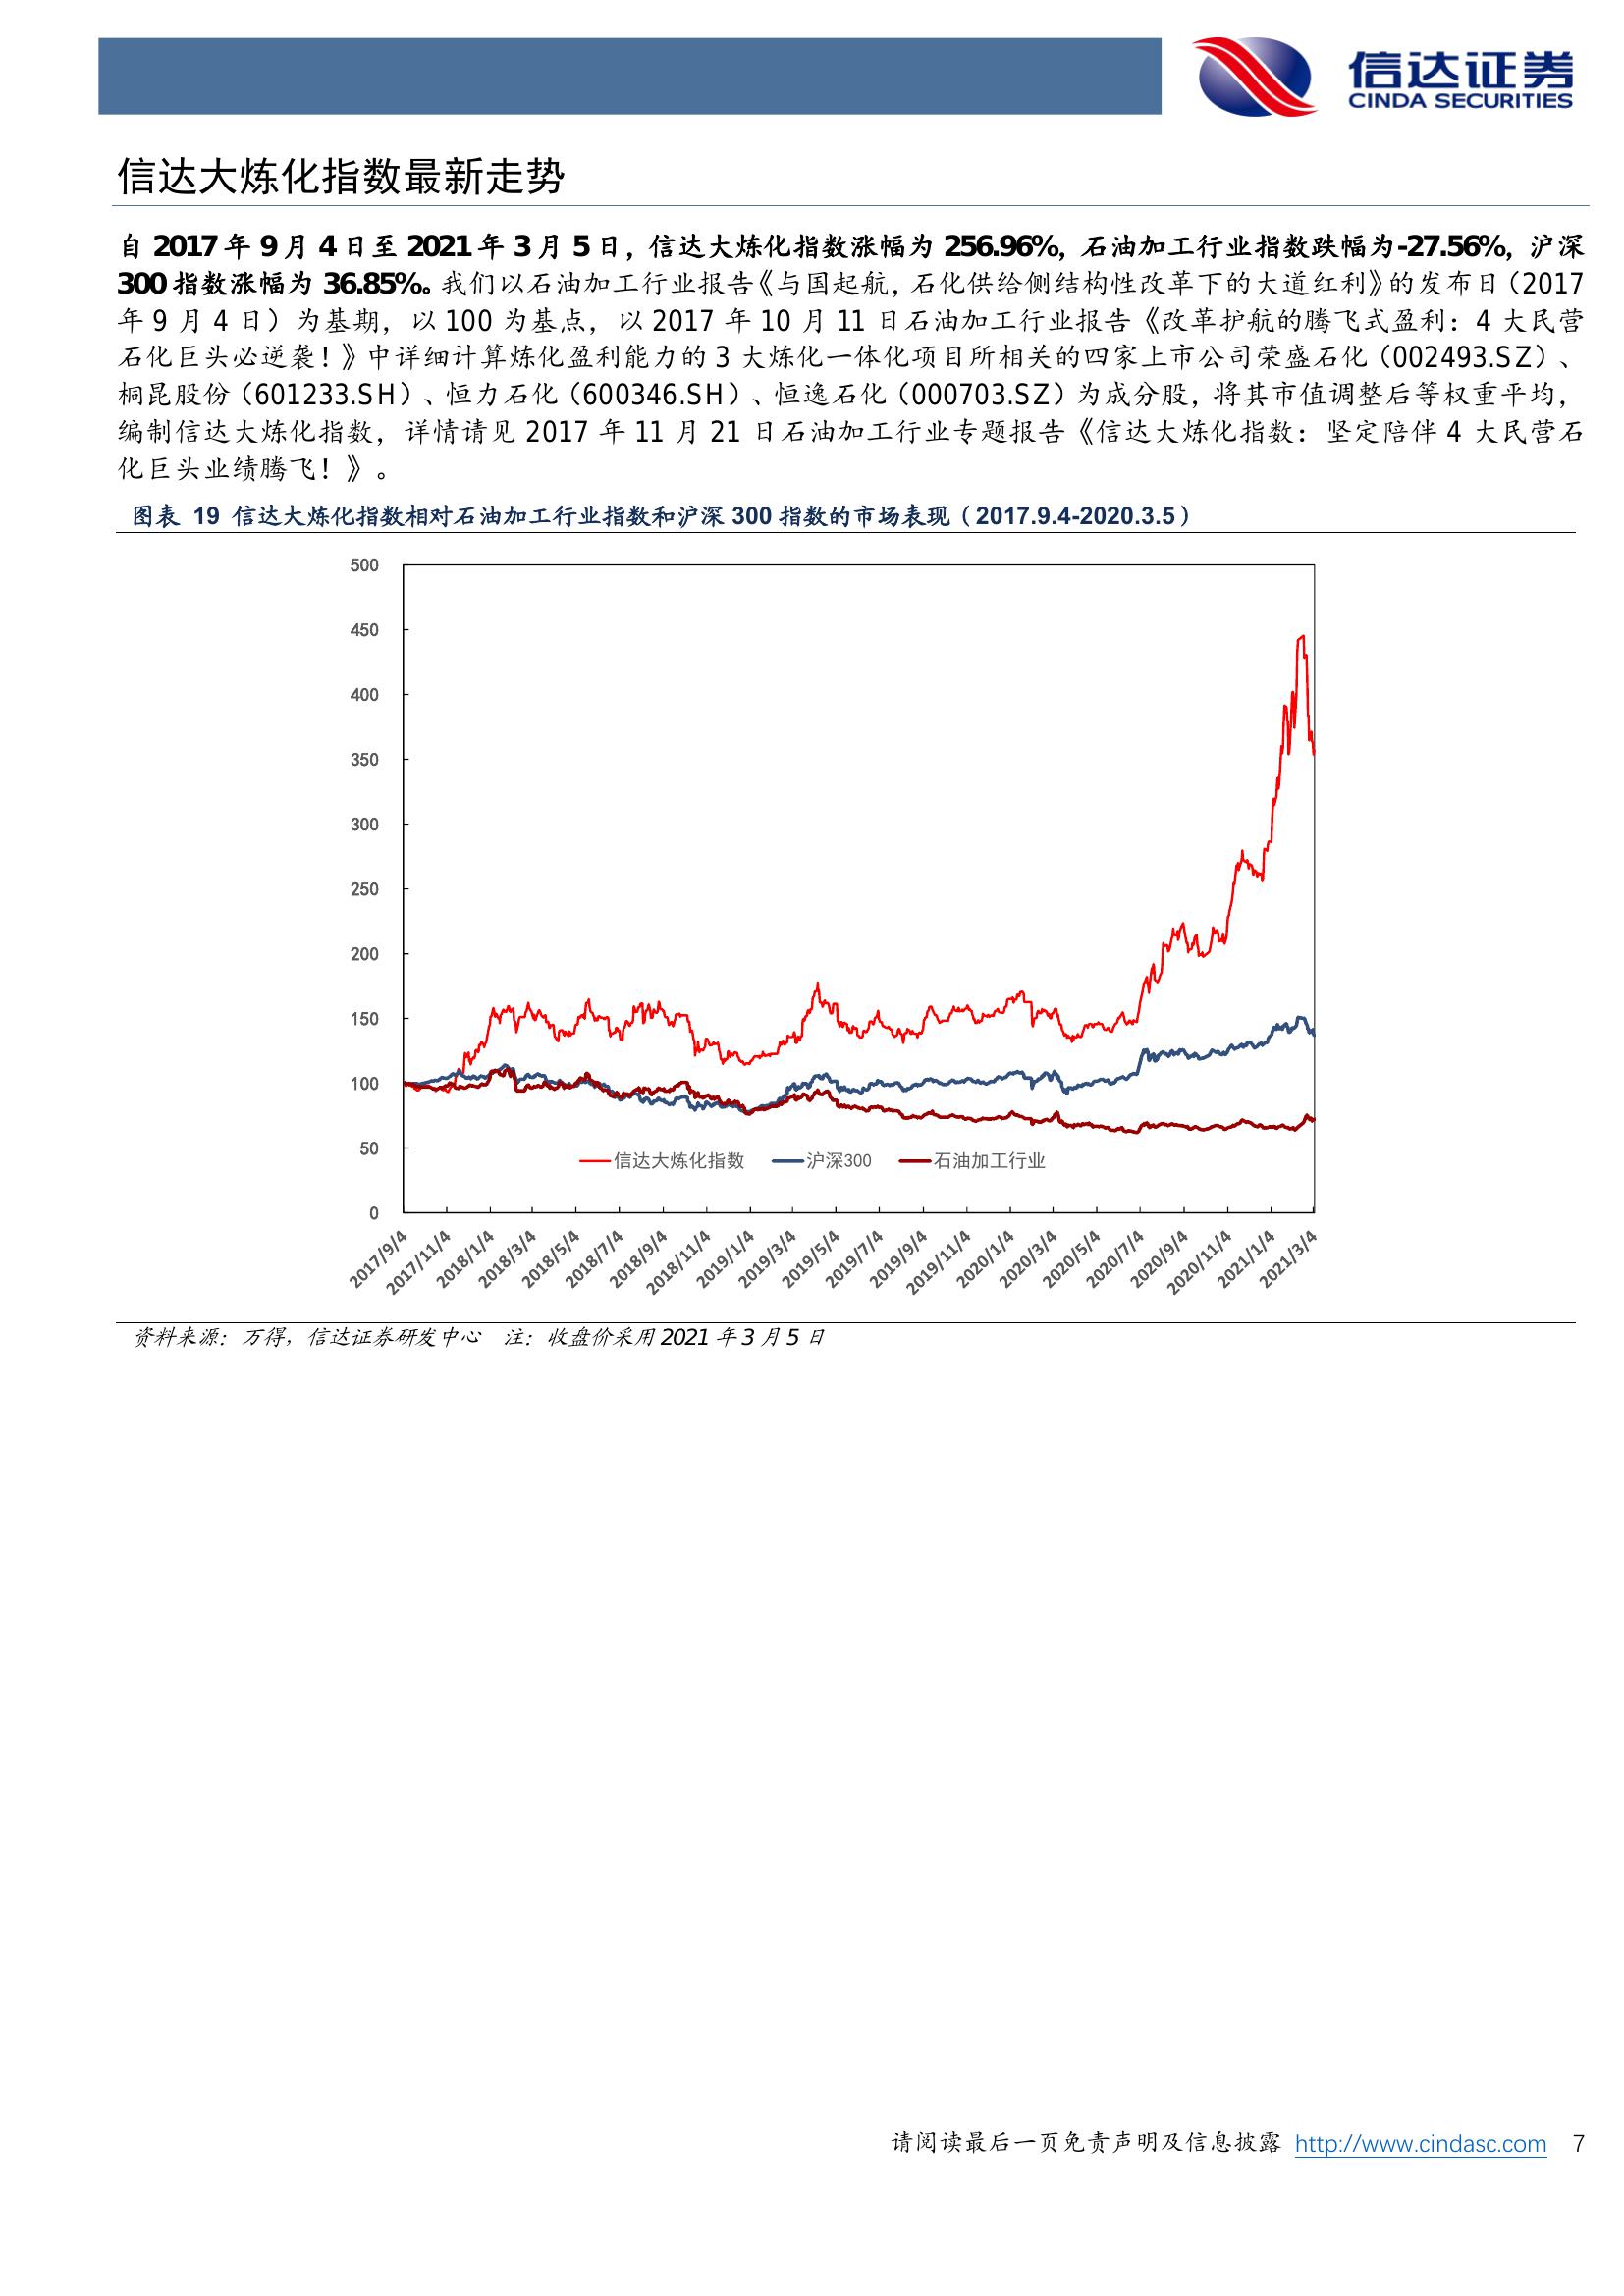 信达证券
CINDA SECURITIES
信达大炼化指数最新走势
自 2017 年 9 月 4 日至 2021 年 3 月 5 日，信达大炼化指数涨幅为 256.96%，石油加工行业指数跌幅为-27.56%，沪深
300 指数涨幅为 36.85%。我们以石油加工行业报告《与国起航，石化供给侧结构性改革下的大道红利》的发布日（2017
年 9 月 4 日）为基期，以 100 为基点，以 2017 年 10 月 11 日石油加工行业报告《改革护航的腾飞式盈利：4 大民营
石化巨头必逆袭！》中详细计算炼化盈利能力的 3 大炼化一体化项目所相关的四家上市公司荣盛石化（002493.SZ）、
桐昆股份（601233.SH）、恒力石化（600346.SH）、恒逸石化（000703.SZ）为成分股，将其市值调整后等权重平均，
编制信达大炼化指数，详情请见 2017 年 11 月 21 日石油加工行业专题报告《信达大炼化指数：坚定陪伴 4 大民营石
化巨头业绩腾飞！》。
图表 19 信达大炼化指数相对石油加工行业指数和沪深 300 指数的市场表现（2017.9.4-2020.3.5）
500
450
400
350
300
250
200
150
100
50
0
信达大炼化指数 沪深300 石油加工行业
2017/9/4 2017/11/4 2018/1/4 2018/3/4 2018/5/4 2018/7/4 2018/9/4 2018/11/4 2019/1/4 2019/3/4 2019/5/4 2019/7/4 2019/9/4 2019/11/4 2020/1/4 2020/3/4 2020/5/4 2020/7/4 2020/9/4 2020/11/4 2021/1/4 2021/3/4
资料来源：万得，信达证券研发中心 注：收盘价采用 2021 年 3 月 5 日
请阅读最后一页免责声明及信息披露 http://www.cindasc.com 7